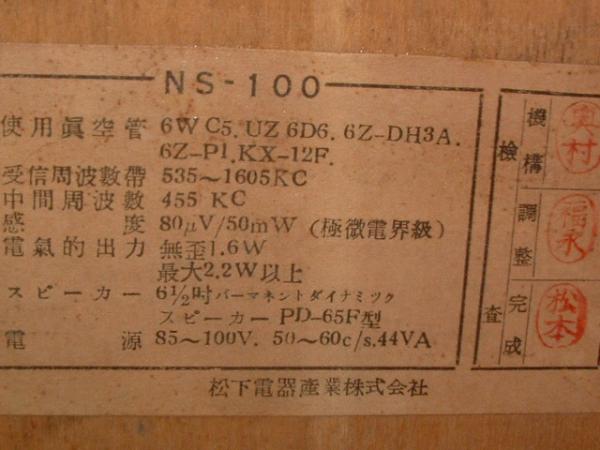 NS-100
使用眞空管 6WC5. UZ 6D6. 6Z-DH3A.
6Z-P1. KX-12F.
受信周波數帶 535～1605KC
中間周波數 455 KC
感度 80μV/50mW (極微電界級)
電氣的出力 無歪1.6W
最大2.2W以上
スピーカー 6½吋パーマネントダイナミツク
スピーカー PD-65F型
電源 85～100V. 50～60c/s. 44VA
松下電器産業株式会社
檢査
機構 奥村
調整 福永
完成 松本